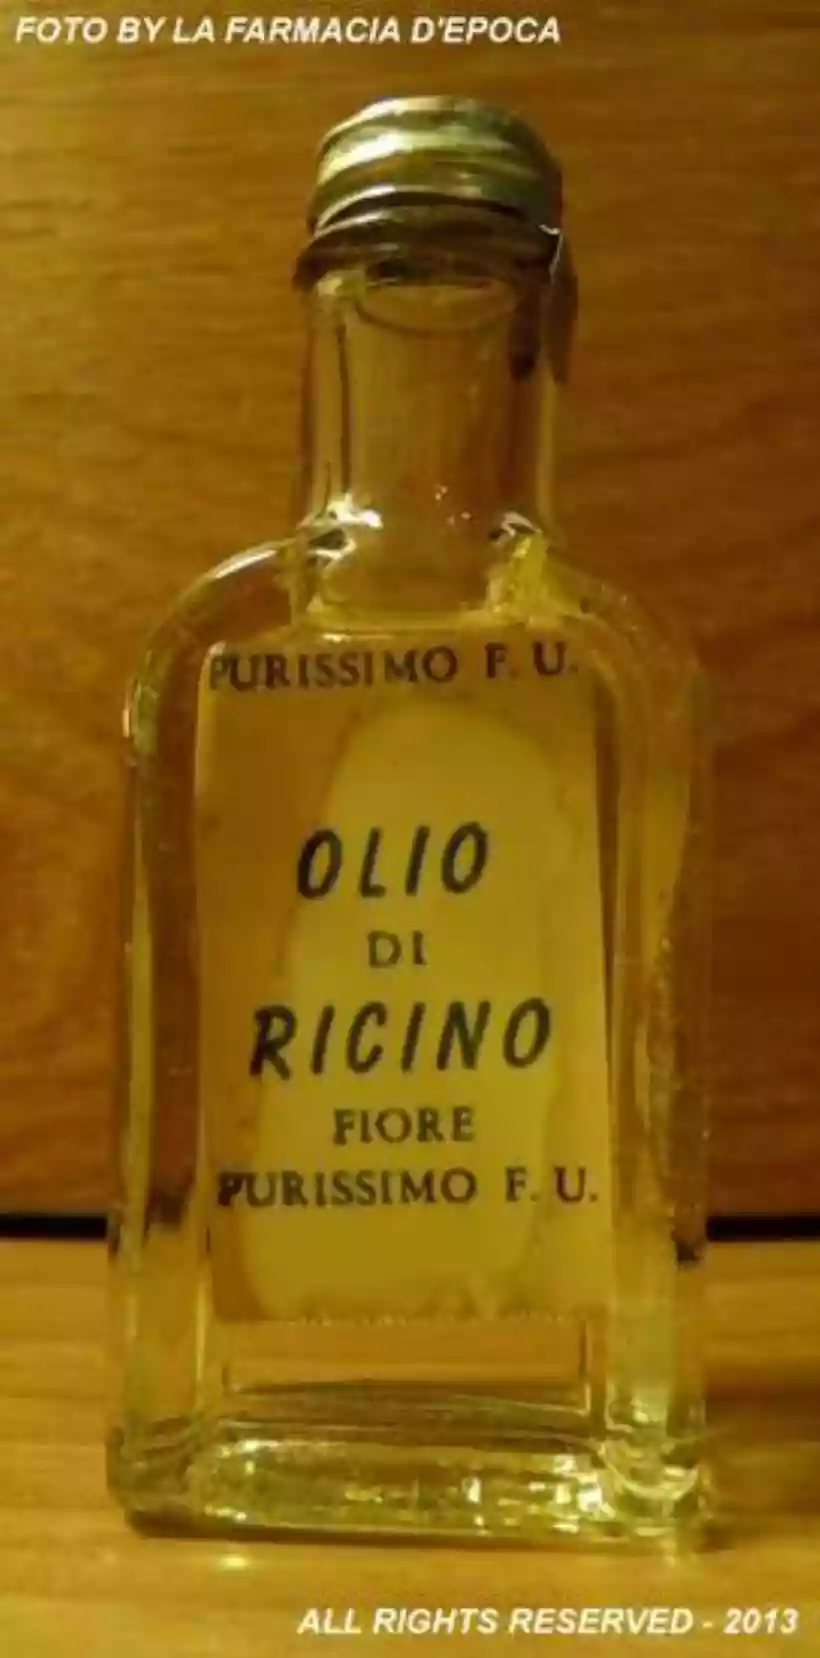 FOTO BY LA FARMACIA D'EPOCA
PURISSIMO F. U.
OLIO
DI
RICINO
FIORE
PURISSIMO F. U.
ALL RIGHTS RESERVED - 2013